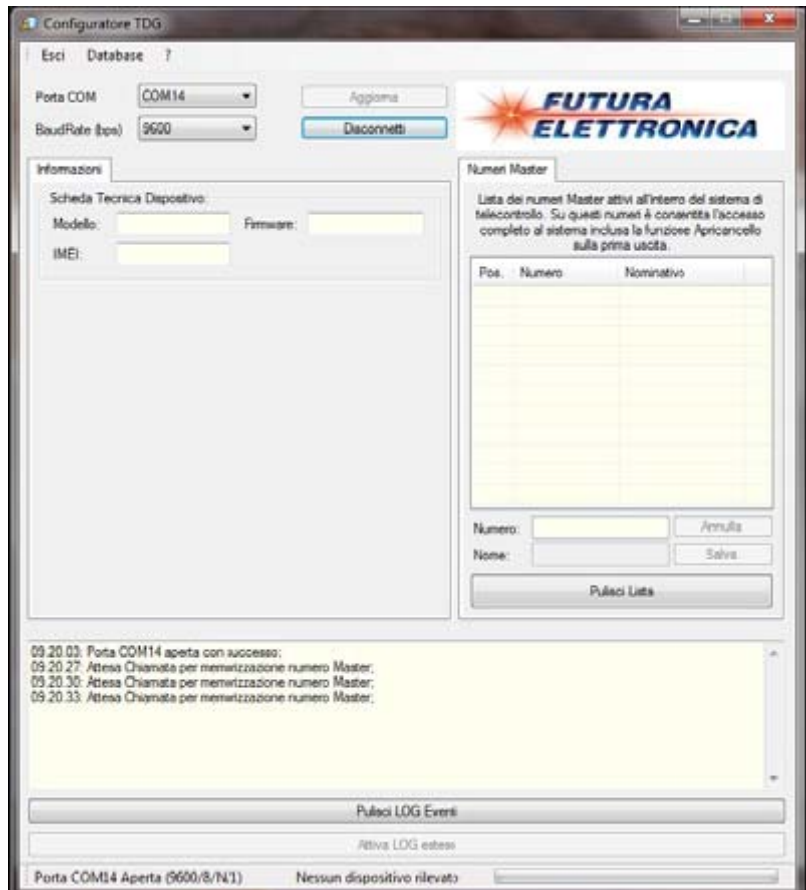 Configuratore TDG
Esci Database ?
Porta COM COM14 Aggiorna
BaudRate (bps) 9600 Disconnetti
FUTURA
ELETTRONICA
Informazioni
Scheda Tecnica Dispositivo:
Modello: Firmware:
IMEI:
Numeri Master
Lista dei numeri Master attivi all'interro del sistema di
telecontrollo. Su questi numeri è consentita l'accesso
completo al sistema inclusa la funzione Apricancello
sulla prima uscita.
Pos. Numero Nominativo
Numero: Annulla
Nome: Salva
Pulisci Lista
09.20.03: Porta COM14 aperta con successo;
09.20.27: Attesa Chiamata per memorizzazione numero Master;
09.20.30: Attesa Chiamata per memorizzazione numero Master;
09.20.33: Attesa Chiamata per memorizzazione numero Master;
Pulisci LOG Eventi
Attiva LOG estesi
Porta COM14 Aperta (9600/8/N/1) Nessun dispositivo rilevato